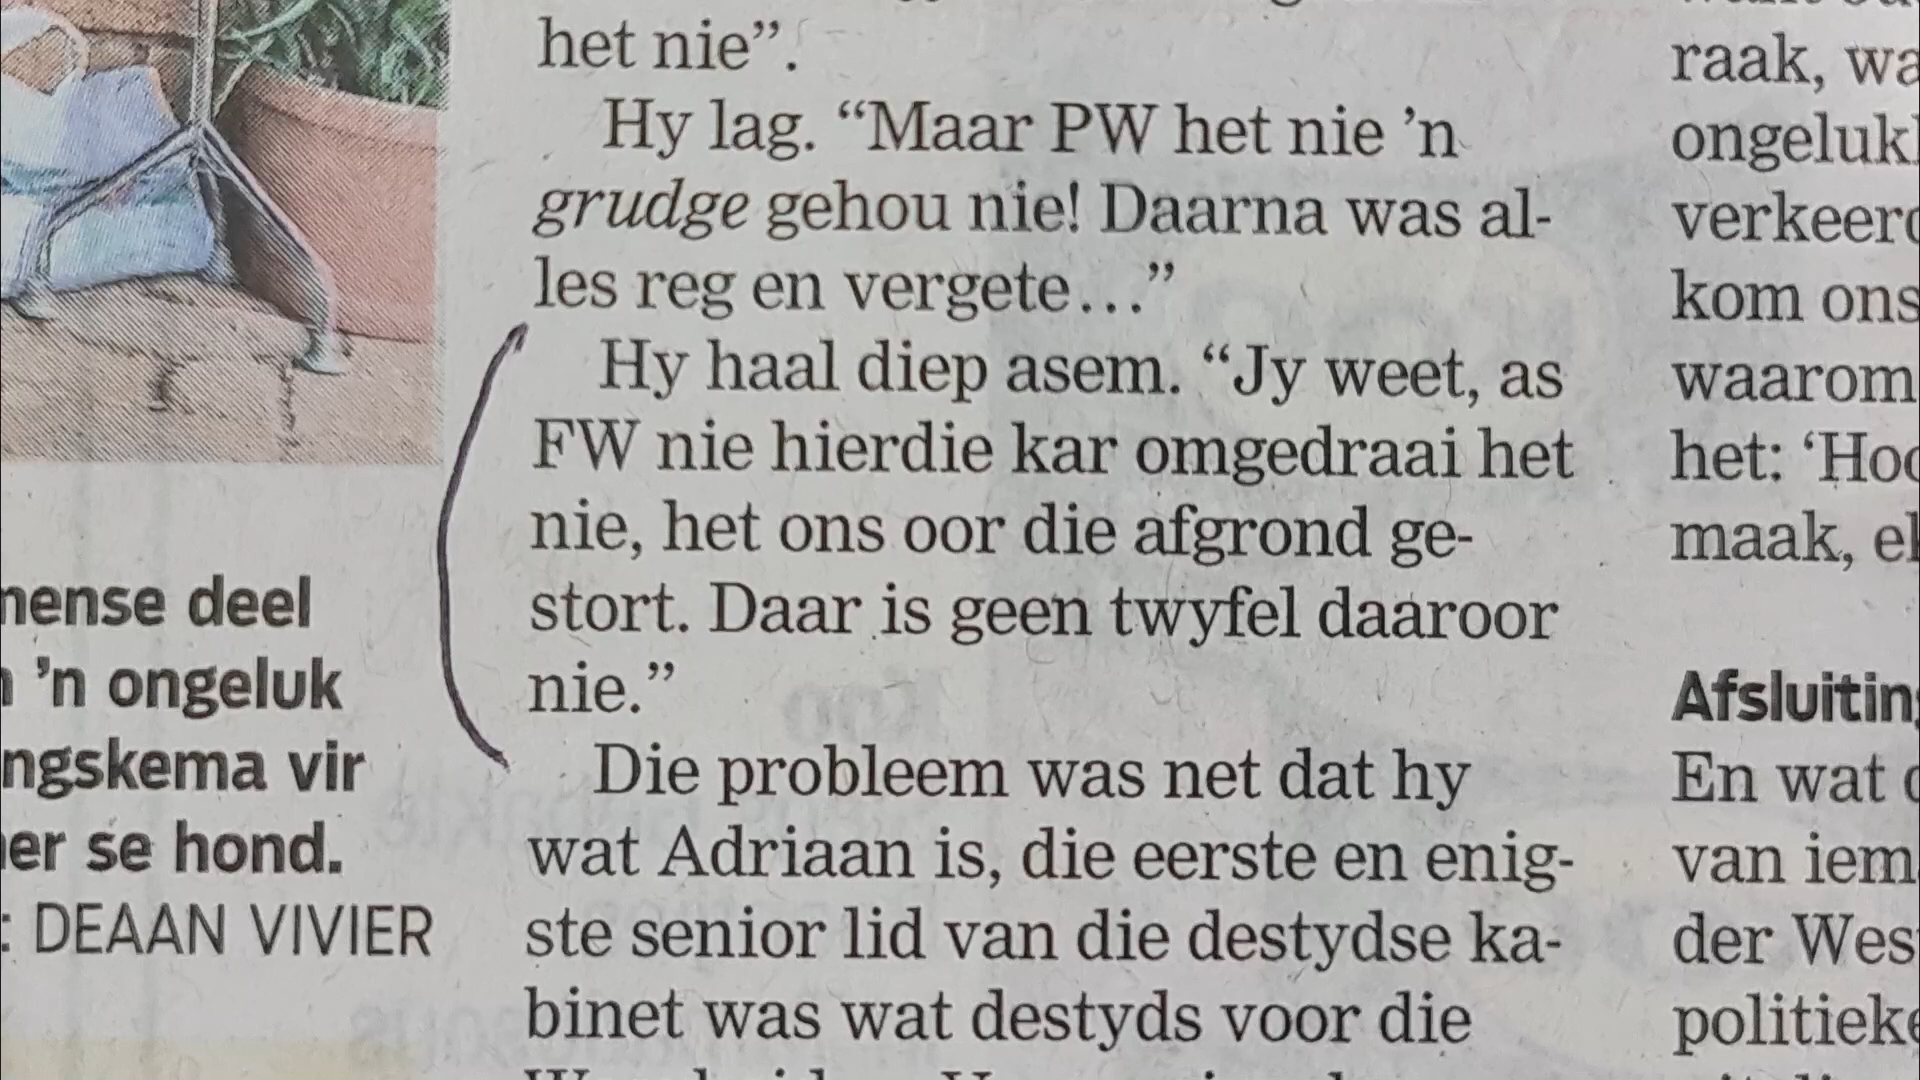 nense deel
'n ongeluk
ngskema vir
er se hond.
: DEAAN VIVIER
het nie”.
Hy lag. “Maar PW het nie ’n
grudge gehou nie! Daarna was al-
les reg en vergete…”
Hy haal diep asem. “Jy weet, as
FW nie hierdie kar omgedraai het
nie, het ons oor die afgrond ge-
stort. Daar is geen twyfel daaroor
nie.”
Die probleem was net dat hy
wat Adriaan is, die eerste en enig-
ste senior lid van die destydse ka-
binet was wat destyds voor die
raak, wa
ongeluk
verkeerd
kom ons
waarom
het: ‘Hoo
maak, ek
Afsluiting
En wat
van iem
der Wes
politieke